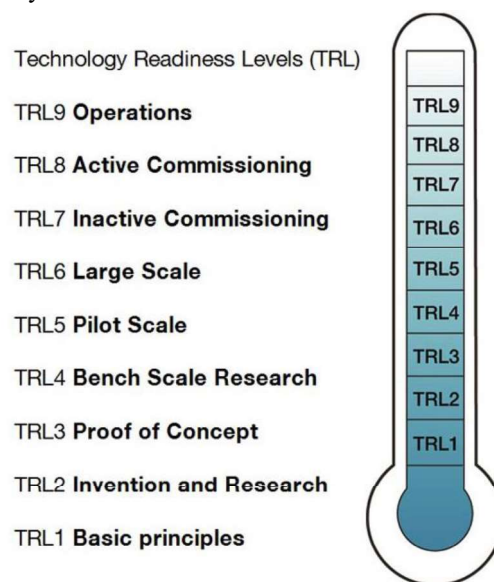 Technology Readiness Levels (TRL)
TRL9 Operations
TRL8 Active Commissioning
TRL7 Inactive Commissioning
TRL6 Large Scale
TRL5 Pilot Scale
TRL4 Bench Scale Research
TRL3 Proof of Concept
TRL2 Invention and Research
TRL1 Basic principles
TRL9
TRL8
TRL7
TRL6
TRL5
TRL4
TRL3
TRL2
TRL1